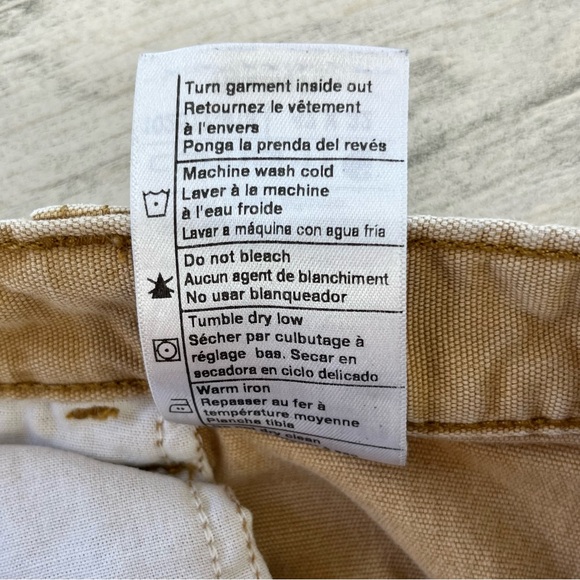 Turn garment inside out
Retournez le vêtement
à l'envers
Ponga la prenda del revés
Machine wash cold
Laver à la machine
à l'eau froide
Lavar a máquina con agua fria
Do not bleach
Aucun agent de blanchiment
No usar blanqueador
Tumble dry low
Sécher par culbutage à
réglage bas. Secar en
secadora en ciclo delicado
Warm iron
Repasser au fer à
température moyenne
Plancha tibia
dry clean